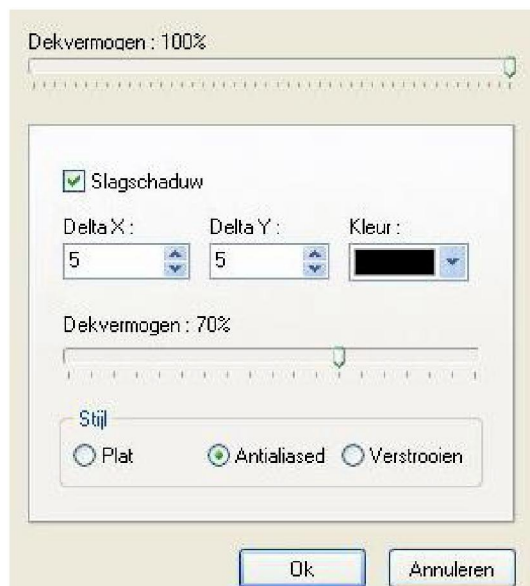 Dekvermogen : 100%
Slagschaduw
Delta X : Delta Y : Kleur :
5 5
Dekvermogen : 70%
Stijl
Plat Antialiased Verstrooien
Ok Annuleren